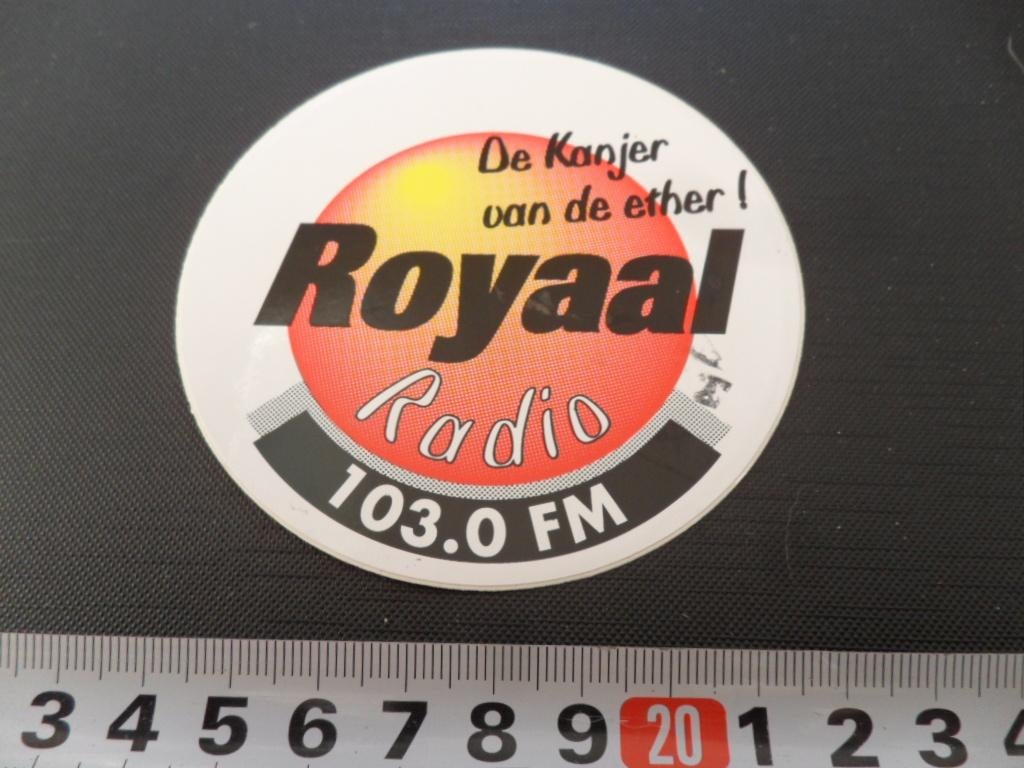 De Kanjer
van de ether!
Royaal
Radio
103.0 FM
3 4 5 6 7 8 9 20 1 2 3 4